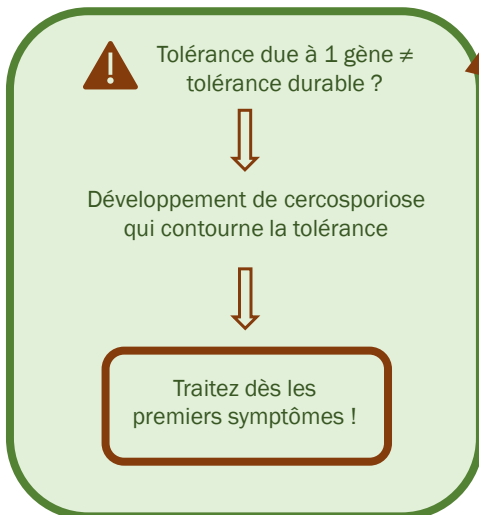 Tolérance due à 1 gène ≠
tolérance durable ?
Développement de cercosporiose
qui contourne la tolérance
Traitez dès les
premiers symptômes !